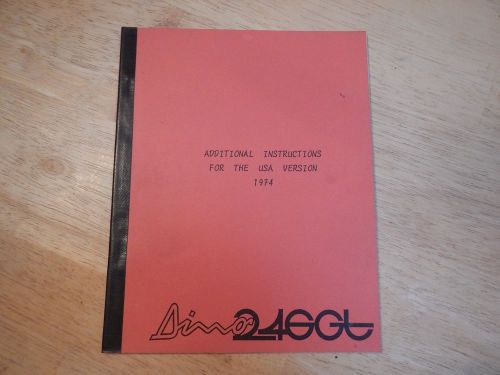 ADDITIONAL INSTRUCTIONS
FOR THE USA VERSION
1974
Dino 246GT